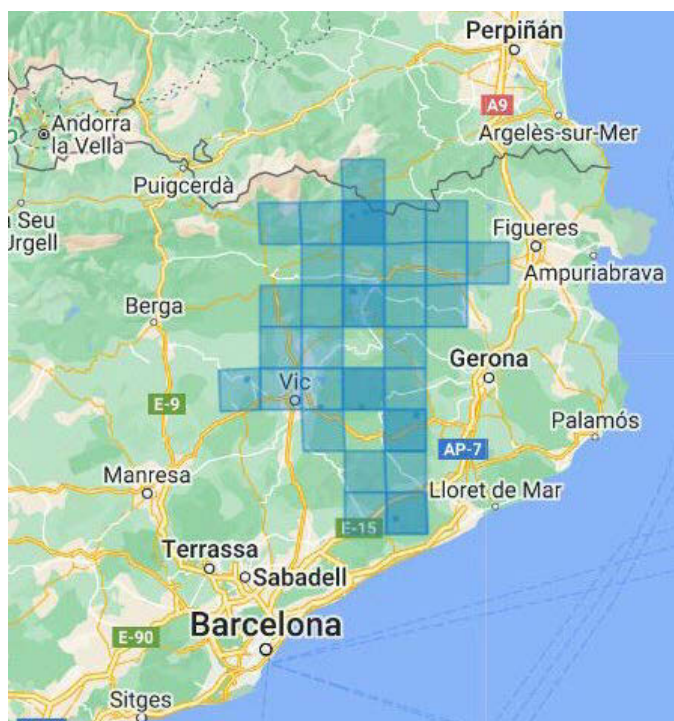 Perpiñán
A9
Andorra
la Vella
Argelès-sur-Mer
Puigcerdà
Seu
Urgell
Figueres
Ampuriabrava
Berga
Gerona
Vic
E-9
Palamós
AP-7
Manresa
Lloret de Mar
E-15
Terrassa
Sabadell
Barcelona
E-90
Sitges